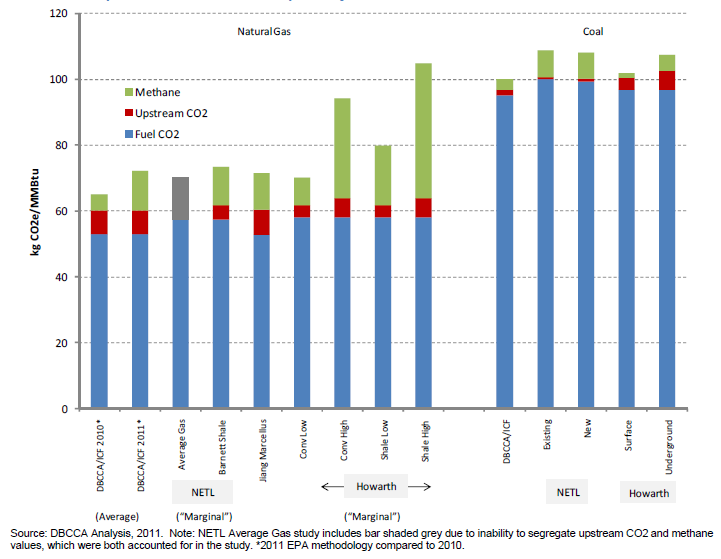 120
100
80
60
40
20
0
kg CO2e/MMBtu
Natural Gas
Coal
Methane
Upstream CO2
Fuel CO2
DBCCA/ICF 2010*
DBCCA/ICF 2011*
Average Gas
Barnett Shale
Jiang Marcellus
Conv Low
Conv High
Shale Low
Shale High
DBCCA/ICF
Existing
New
Surface
Underground
NETL
Howarth
NETL
Howarth
(Average)
("Marginal")
("Marginal")
Source: DBCCA Analysis, 2011. Note: NETL Average Gas study includes bar shaded grey due to inability to segregate upstream CO2 and methane
values, which were both accounted for in the study. *2011 EPA methodology compared to 2010.